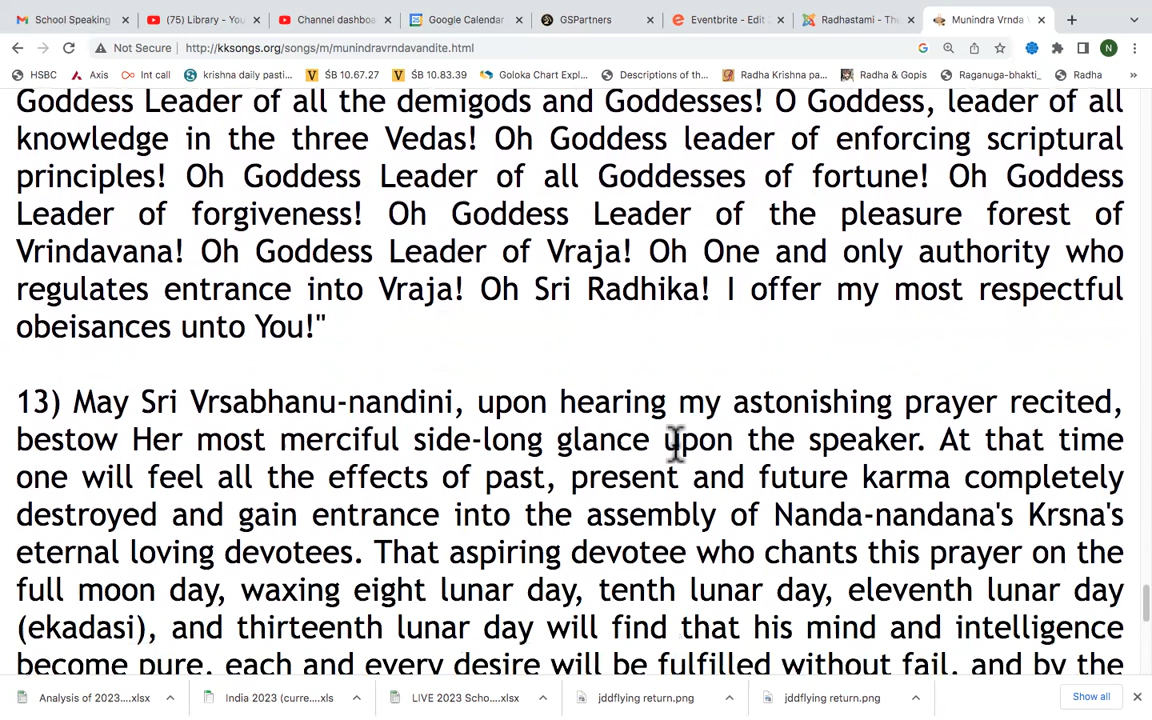 School Speaking
(75) Library - You
Channel dashboa
Google Calendar
GSPartners
Eventbrite - Edit
Radhastami - The
Munindra Vrnda V
Not Secure | http://kksongs.org/songs/m/munindravrndavandite.html
N
HSBC
Axis
Int call
krishna daily pasti...
ŚB 10.67.27
ŚB 10.83.39
Goloka Chart Expl...
Descriptions of th...
Radha Krishna pa...
Radha & Gopis
Raganuga-bhakti_
Radha
»
Goddess Leader of all the demigods and Goddesses! O Goddess, leader of all
knowledge in the three Vedas! Oh Goddess leader of enforcing scriptural
principles! Oh Goddess Leader of all Goddesses of fortune! Oh Goddess
Leader of forgiveness! Oh Goddess Leader of the pleasure forest of
Vrindavana! Oh Goddess Leader of Vraja! Oh One and only authority who
regulates entrance into Vraja! Oh Sri Radhika! I offer my most respectful
obeisances unto You!"
13) May Sri Vrsabhanu-nandini, upon hearing my astonishing prayer recited,
bestow Her most merciful side-long glance upon the speaker. At that time
one will feel all the effects of past, present and future karma completely
destroyed and gain entrance into the assembly of Nanda-nandana's Krsna's
eternal loving devotees. That aspiring devotee who chants this prayer on the
full moon day, waxing eight lunar day, tenth lunar day, eleventh lunar day
(ekadasi), and thirteenth lunar day will find that his mind and intelligence
become pure, each and every desire will be fulfilled without fail, and by the
Analysis of 2023....xlsx
India 2023 (curre....xls
LIVE 2023 Scho....xlsx
jddflying return.png
jddflying return.png
Show all